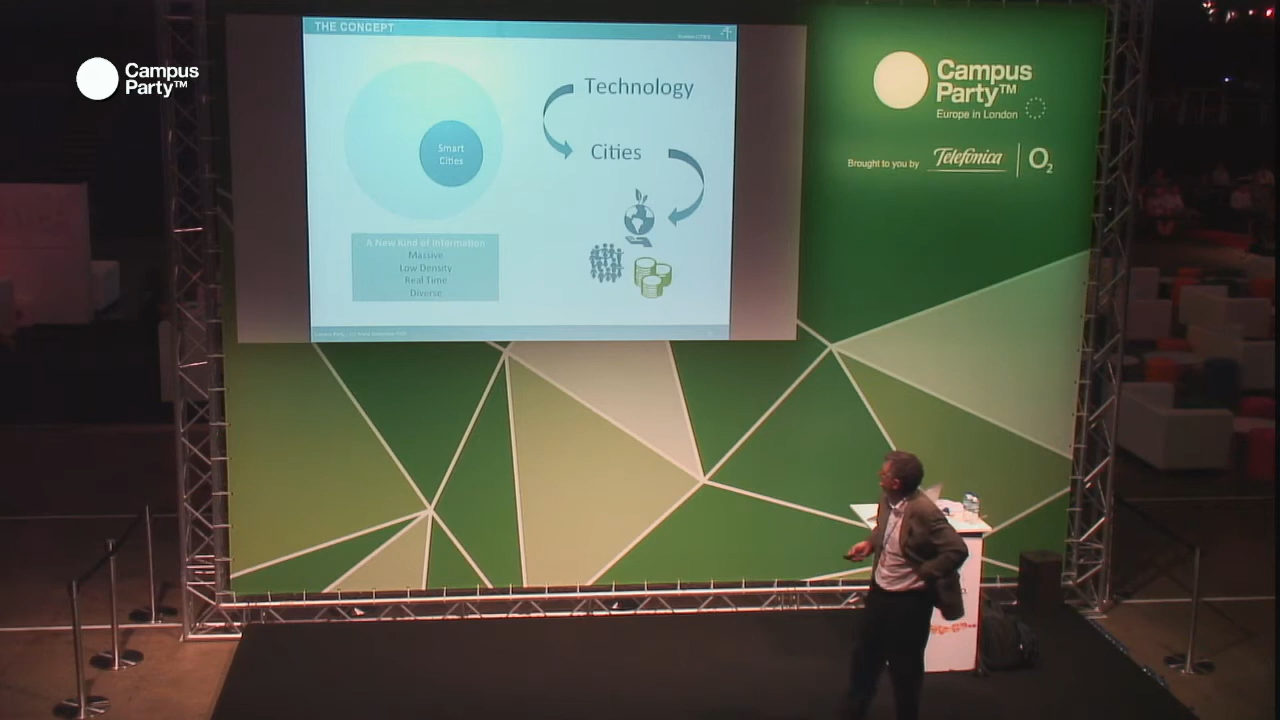 Campus
Party™
THE CONCEPT
Smart
Cities
Technology
Cities
A New Kind of Information
Massive
Low Density
Real Time
Diverse
Campus
Party™
Europe in London
Brought to you by
Telefónica
O2